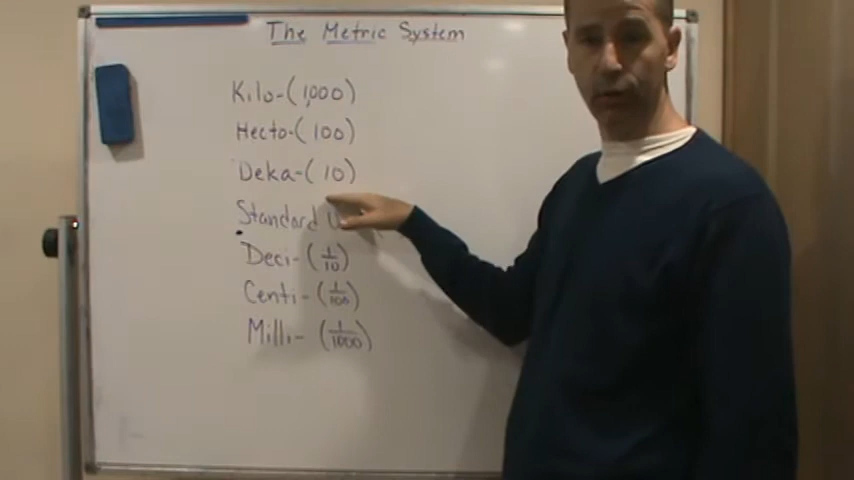 The Metric System
Kilo-(1,000)
Hecto-(100)
Deka-(10)
Standard
Deci-(1/10)
Centi-(1/100)
Milli-(1/1000)